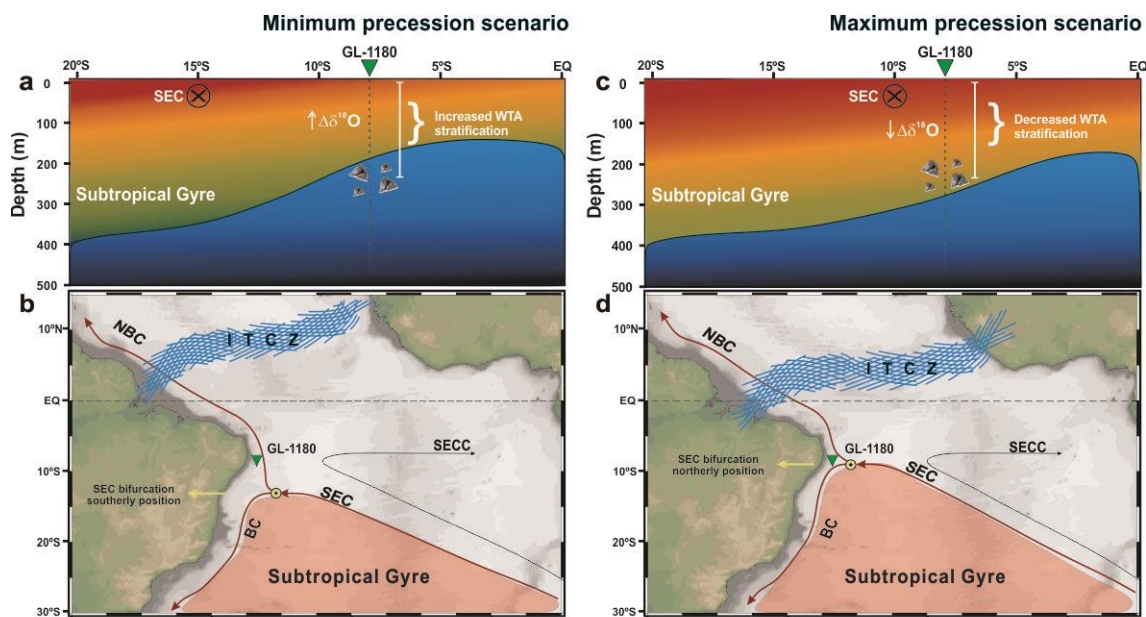 Minimum precession scenario
GL-1180
a
20°S 15°S 10°S 5°S EQ
0
100
200
300
400
500
Depth (m)
SEC
↑ Δδ¹⁸O
Increased WTA
stratification
Subtropical Gyre
b
10°N
EQ
10°S
20°S
30°S
NBC
I T C Z
GL-1180
SECC
SEC bifurcation
southerly position
SEC
BC
Subtropical Gyre
Maximum precession scenario
GL-1180
c
20°S 15°S 10°S 5°S EQ
0
100
200
300
400
500
Depth (m)
SEC
↓ Δδ¹⁸O
Decreased WTA
stratification
Subtropical Gyre
d
10°N
EQ
10°S
20°S
30°S
NBC
I T C Z
GL-1180
SECC
SEC bifurcation
northerly position
SEC
BC
Subtropical Gyre